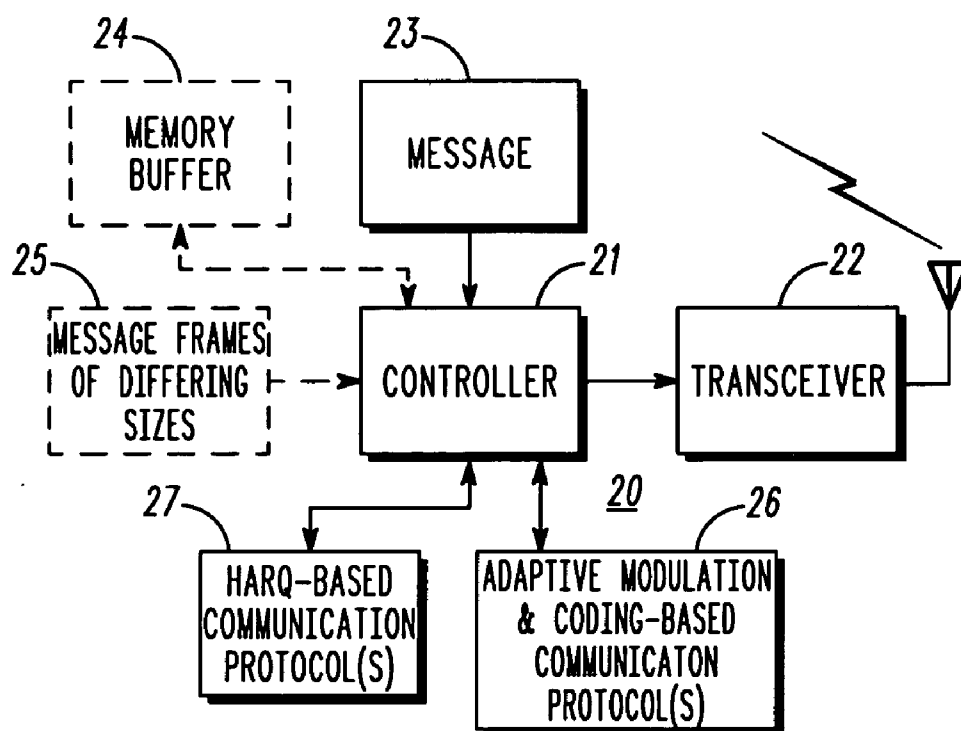 24
23
MEMORY
BUFFER
MESSAGE
25
21
22
MESSAGE FRAMES
OF DIFFERING
SIZES
CONTROLLER
TRANSCEIVER
27
20
26
HARQ-BASED
COMMUNICATION
PROTOCOL(S)
ADAPTIVE MODULATION
& CODING-BASED
COMMUNICATON
PROTOCOL(S)